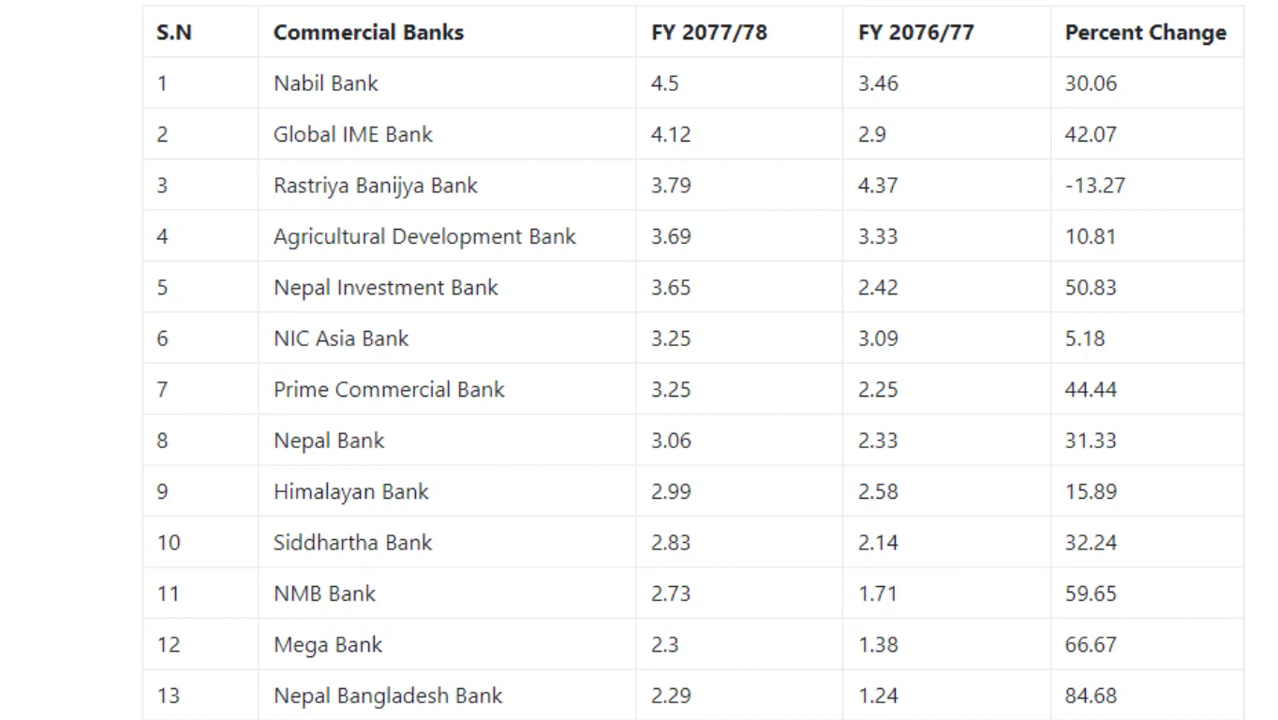 S.N Commercial Banks FY 2077/78 FY 2076/77 Percent Change
1 Nabil Bank 4.5 3.46 30.06
2 Global IME Bank 4.12 2.9 42.07
3 Rastriya Banijya Bank 3.79 4.37 -13.27
4 Agricultural Development Bank 3.69 3.33 10.81
5 Nepal Investment Bank 3.65 2.42 50.83
6 NIC Asia Bank 3.25 3.09 5.18
7 Prime Commercial Bank 3.25 2.25 44.44
8 Nepal Bank 3.06 2.33 31.33
9 Himalayan Bank 2.99 2.58 15.89
10 Siddhartha Bank 2.83 2.14 32.24
11 NMB Bank 2.73 1.71 59.65
12 Mega Bank 2.3 1.38 66.67
13 Nepal Bangladesh Bank 2.29 1.24 84.68